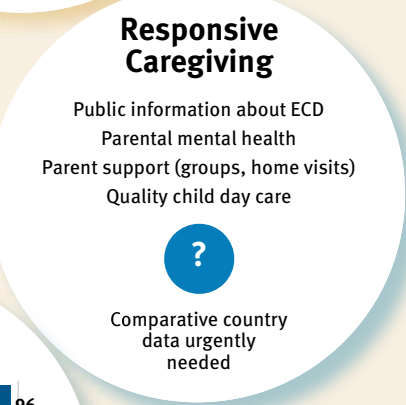 Responsive
Caregiving
Public information about ECD
Parental mental health
Parent support (groups, home visits)
Quality child day care
?
Comparative country
data urgently
needed
96